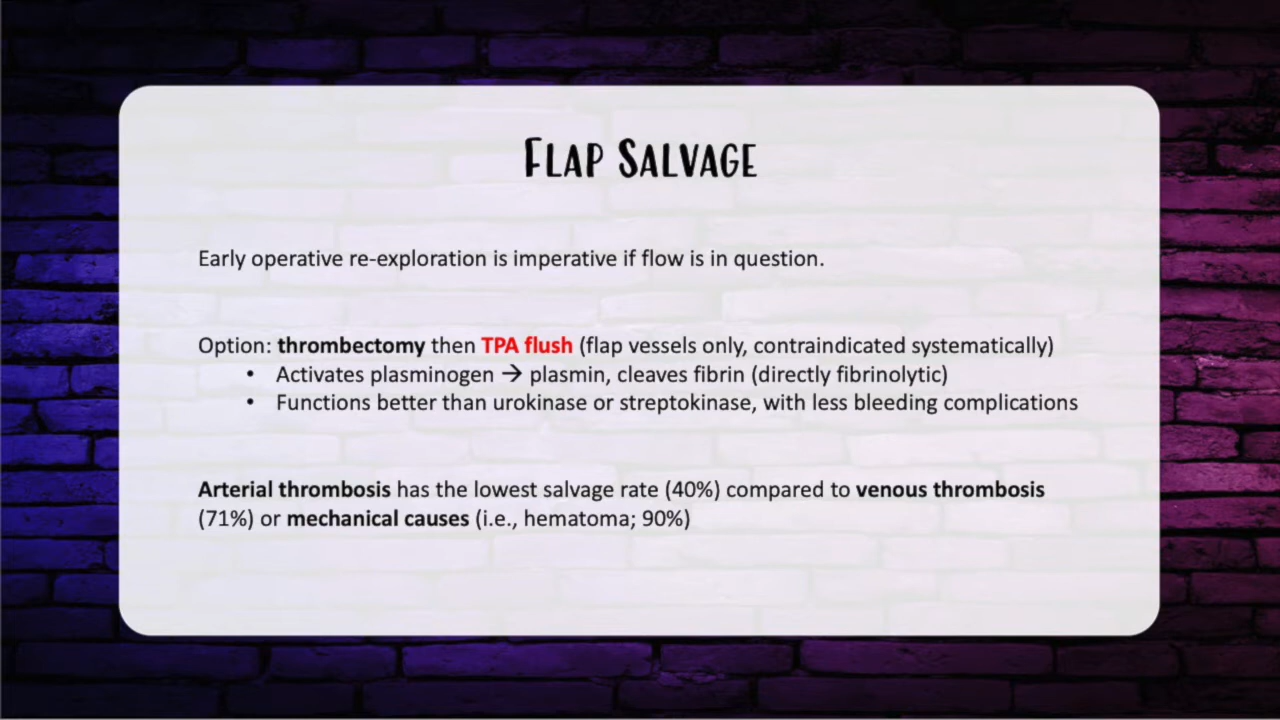 FLAP SALVAGE
Early operative re-exploration is imperative if flow is in question.
Option: thrombectomy then TPA flush (flap vessels only, contraindicated systematically)
• Activates plasminogen → plasmin, cleaves fibrin (directly fibrinolytic)
• Functions better than urokinase or streptokinase, with less bleeding complications
Arterial thrombosis has the lowest salvage rate (40%) compared to venous thrombosis
(71%) or mechanical causes (i.e., hematoma; 90%)